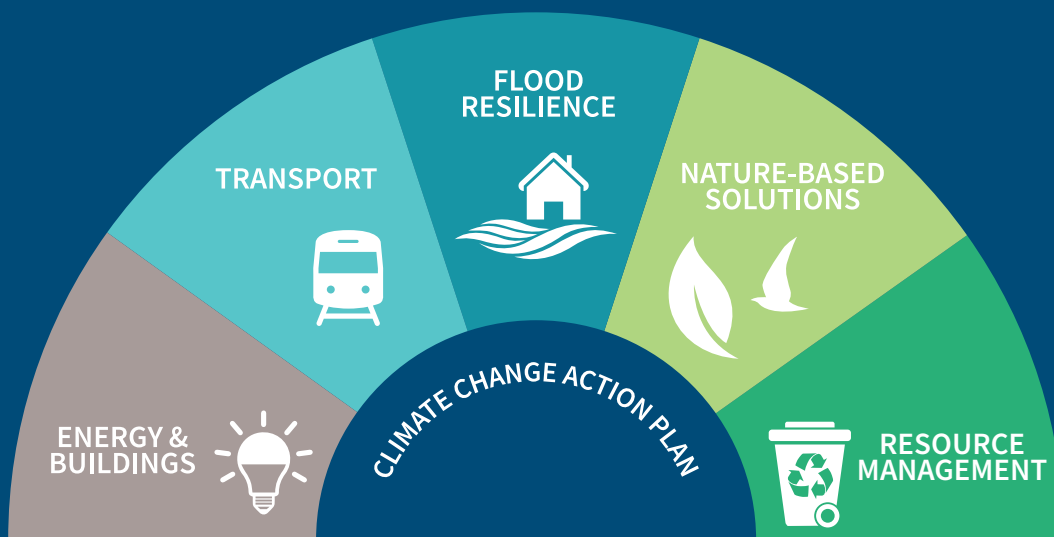 ENERGY &
BUILDINGS
TRANSPORT
FLOOD
RESILIENCE
NATURE-BASED
SOLUTIONS
RESOURCE
MANAGEMENT
CLIMATE CHANGE ACTION PLAN